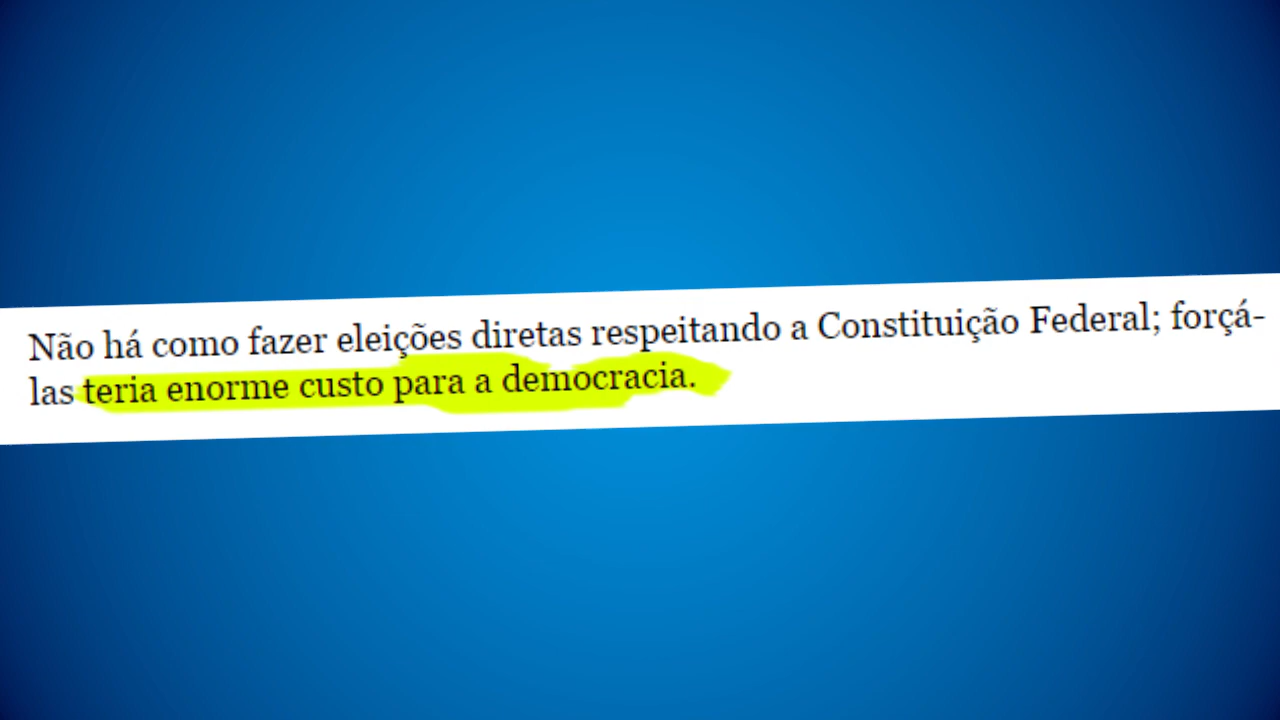 Não há como fazer eleições diretas respeitando a Constituição Federal; forçá-
las teria enorme custo para a democracia.